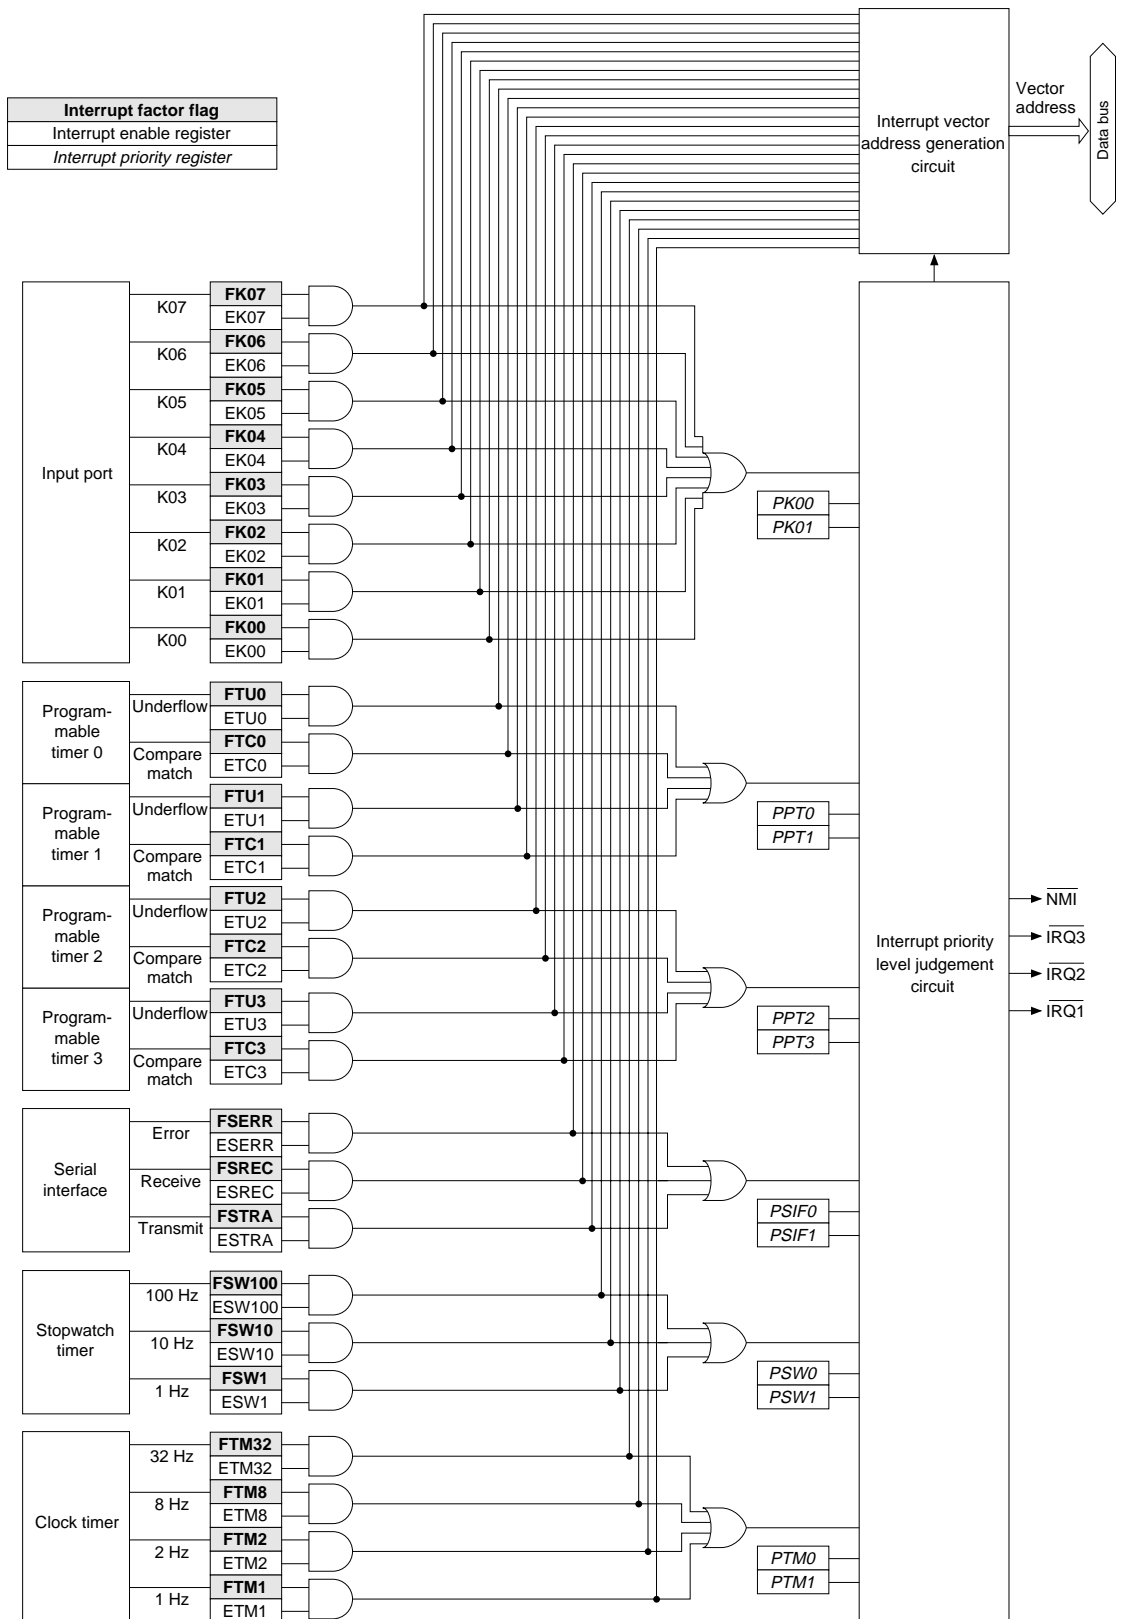 Interrupt factor flag
Interrupt enable register
Interrupt priority register
Interrupt vector
address generation
circuit
Vector
address
Data bus
Input port
K07
FK07
EK07
K06
FK06
EK06
K05
FK05
EK05
K04
FK04
EK04
K03
FK03
EK03
K02
FK02
EK02
K01
FK01
EK01
K00
FK00
EK00
PK00
PK01
Program-
mable
timer 0
Underflow
FTU0
ETU0
Compare
match
FTC0
ETC0
Program-
mable
timer 1
Underflow
FTU1
ETU1
Compare
match
FTC1
ETC1
PPT0
PPT1
Program-
mable
timer 2
Underflow
FTU2
ETU2
Compare
match
FTC2
ETC2
Program-
mable
timer 3
Underflow
FTU3
ETU3
Compare
match
FTC3
ETC3
PPT2
PPT3
Interrupt priority
level judgement
circuit
NMI
IRQ3
IRQ2
IRQ1
Serial
interface
Error
FSERR
ESERR
Receive
FSREC
ESREC
Transmit
FSTRA
ESTRA
PSIF0
PSIF1
Stopwatch
timer
100 Hz
FSW100
ESW100
10 Hz
FSW10
ESW10
1 Hz
FSW1
ESW1
PSW0
PSW1
Clock timer
32 Hz
FTM32
ETM32
8 Hz
FTM8
ETM8
2 Hz
FTM2
ETM2
1 Hz
FTM1
ETM1
PTM0
PTM1